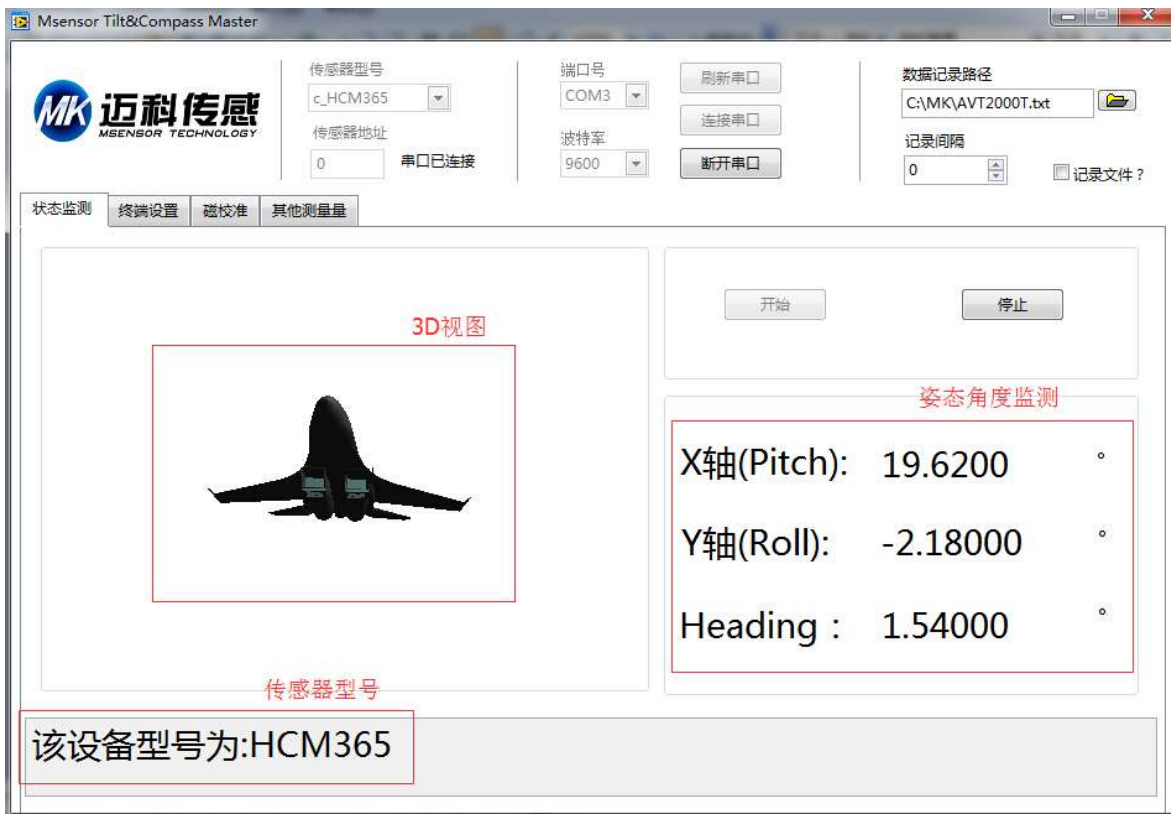 Msensor Tilt&Compass Master
MK 迈科传感
MSENSOR TECHNOLOGY
传感器型号
c_HCM365
传感器地址
0
串口已连接
端口号
COM3
波特率
9600
刷新串口
连接串口
断开串口
数据记录路径
C:\MK\AVT2000T.txt
记录间隔
0
记录文件?
状态监测
终端设置
磁校准
其他测量量
3D视图
开始
停止
姿态角度监测
X轴(Pitch): 19.6200 °
Y轴(Roll): -2.18000 °
Heading : 1.54000 °
传感器型号
该设备型号为:HCM365